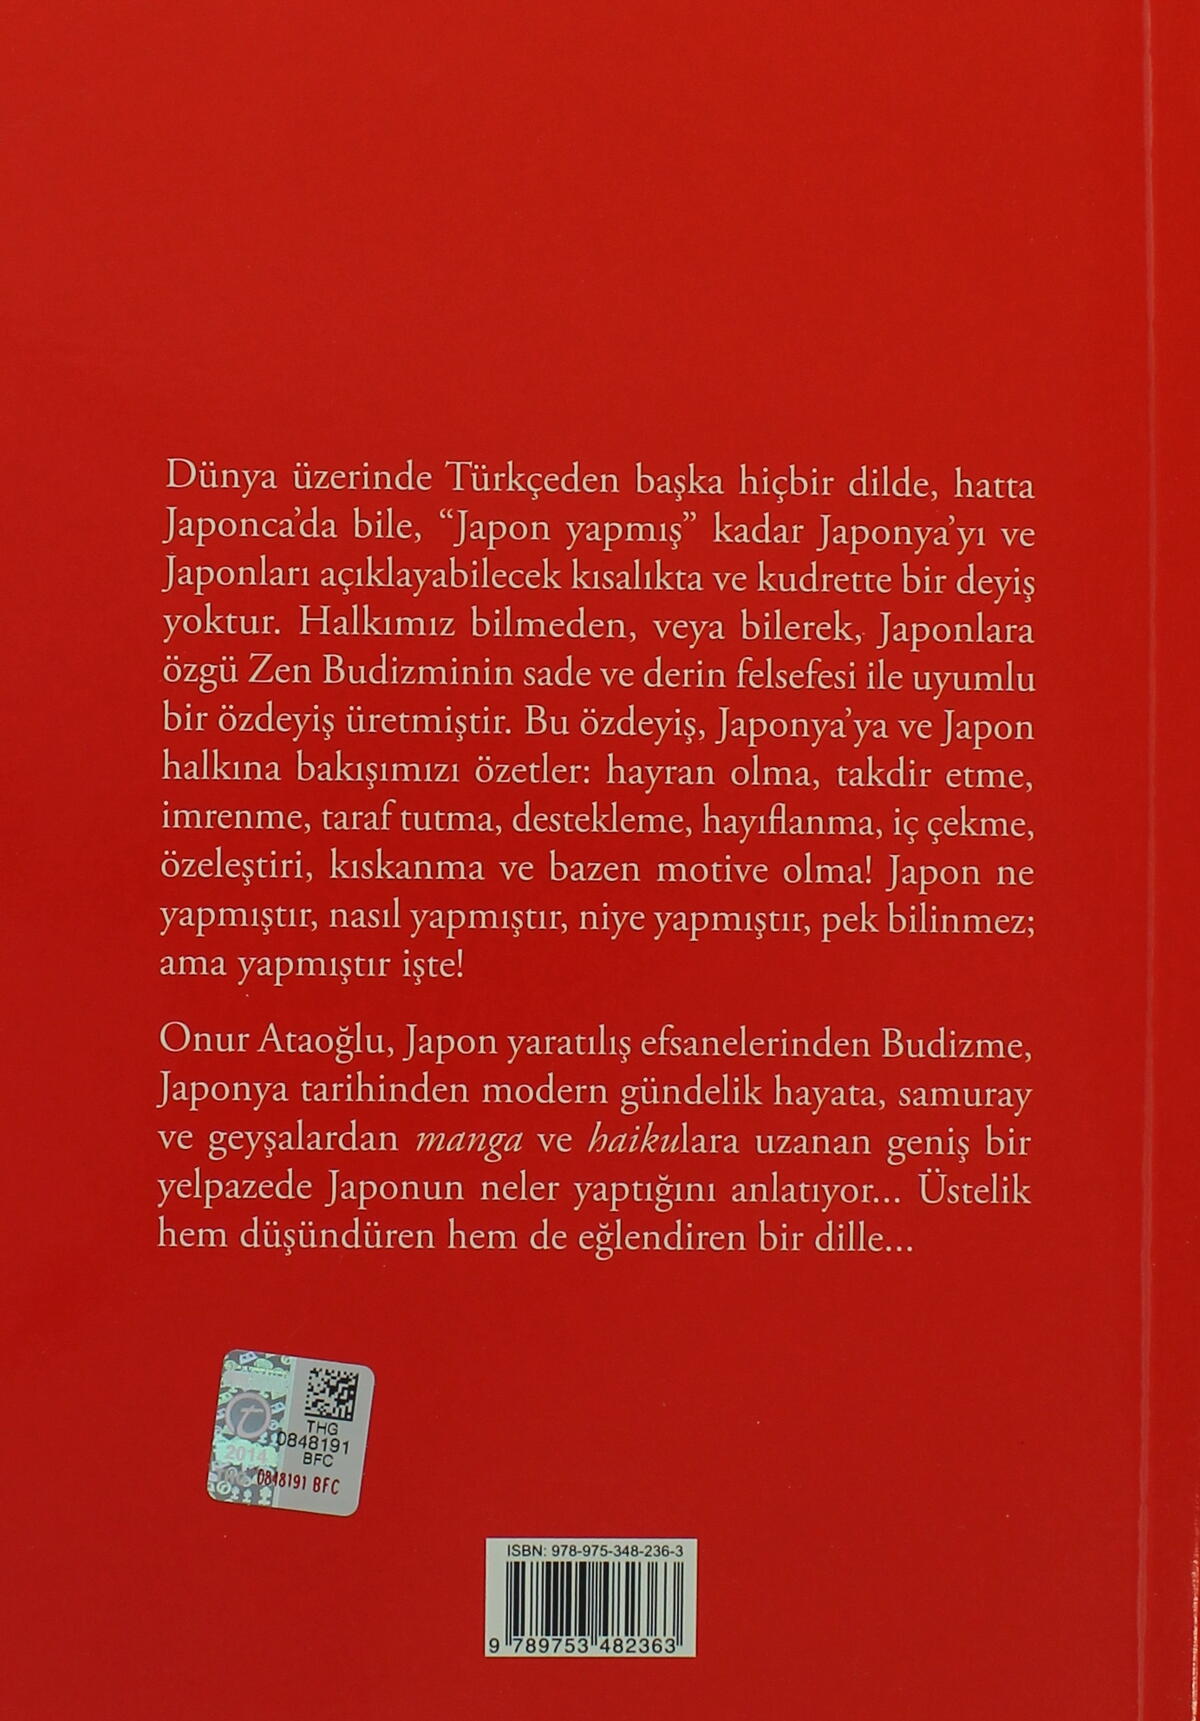 Dünya üzerinde Türkçeden başka hiçbir dilde, hatta
Japonca’da bile, “Japon yapmış” kadar Japonya’yı ve
Japonları açıklayabilecek kısalıkta ve kudrette bir deyiş
yoktur. Halkımız bilmeden, veya bilerek, Japonlara
özgü Zen Budizminin sade ve derin felsefesi ile uyumlu
bir özdeyiş üretmiştir. Bu özdeyiş, Japonya’ya ve Japon
halkına bakışımızı özetler: hayran olma, takdir etme,
imrenme, taraf tutma, destekleme, hayıflanma, iç çekme,
özeleştiri, kıskanma ve bazen motive olma! Japon ne
yapmıştır, nasıl yapmıştır, niye yapmıştır, pek bilinmez;
ama yapmıştır işte!
Onur Ataoğlu, Japon yaratılış efsanelerinden Budizme,
Japonya tarihinden modern gündelik hayata, samuray
ve geyşalardan manga ve haikulara uzanan geniş bir
yelpazede Japonun neler yaptığını anlatıyor... Üstelik
hem düşündüren hem de eğlendiren bir dille...
THG
0848191
BFC
2014
0848191 BFC
ISBN: 978-975-348-236-3
9 789753 482363